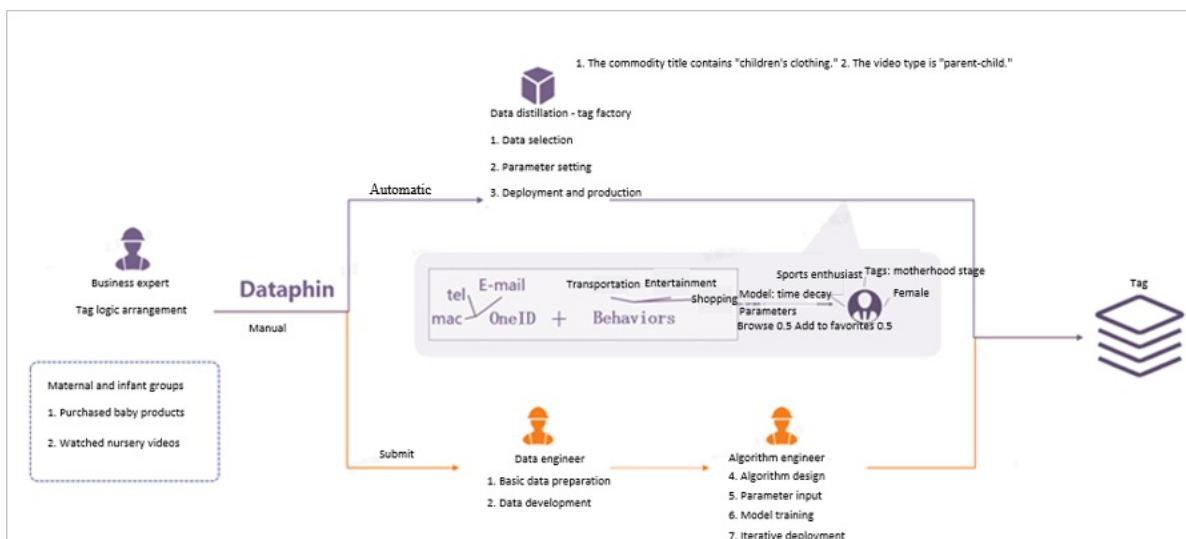 1. The commodity title contains "children's clothing." 2. The video type is "parent-child."
Data distillation - tag factory
1. Data selection
2. Parameter setting
3. Deployment and production
Automatic
Business expert
Tag logic arrangement
Dataphin
Manual
tel
E-mail
mac
OneID
+
Behaviors
Transportation
Entertainment
Shopping
Model: time decay
Parameters
Browse 0.5 Add to favorites 0.5
Sports enthusiast
Tags: motherhood stage
Female
Tag
Maternal and infant groups
1. Purchased baby products
2. Watched nursery videos
Submit
Data engineer
1. Basic data preparation
2. Data development
Algorithm engineer
4. Algorithm design
5. Parameter input
6. Model training
7. Iterative deployment